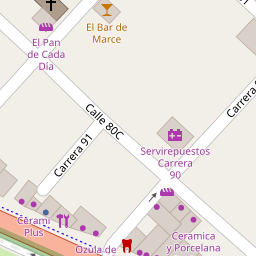 El Bar de
Marce
El Pan
de Cada
Día
Calle 80C
Carrera
Carrera 91
Servirepuestos
Carrera
90
Cerami
Plus
Ceramica
y Porcelana
Ozula de